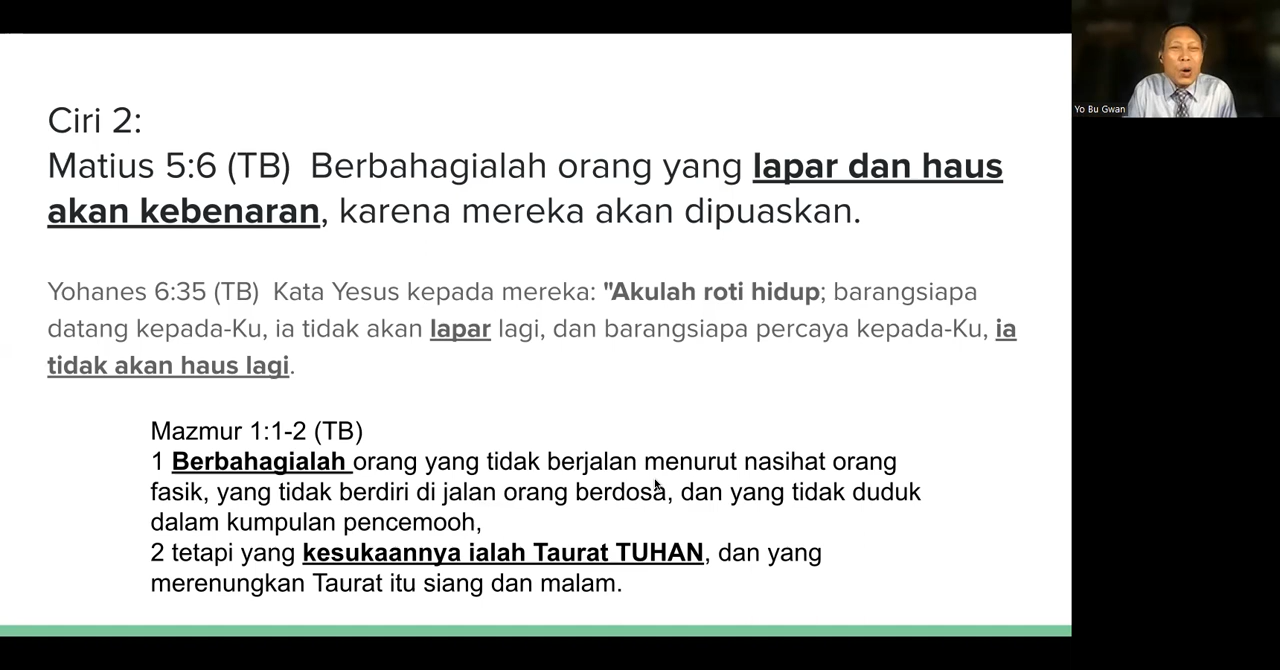 Ciri 2:
Matius 5:6 (TB)  Berbahagialah orang yang lapar dan haus
akan kebenaran, karena mereka akan dipuaskan.
Yohanes 6:35 (TB)  Kata Yesus kepada mereka: "Akulah roti hidup; barangsiapa
datang kepada-Ku, ia tidak akan lapar lagi, dan barangsiapa percaya kepada-Ku, ia
tidak akan haus lagi.
Mazmur 1:1-2 (TB)
1 Berbahagialah orang yang tidak berjalan menurut nasihat orang
fasik, yang tidak berdiri di jalan orang berdosa, dan yang tidak duduk
dalam kumpulan pencemooh,
2 tetapi yang kesukaannya ialah Taurat TUHAN, dan yang
merenungkan Taurat itu siang dan malam.
Yo Bu Gwan